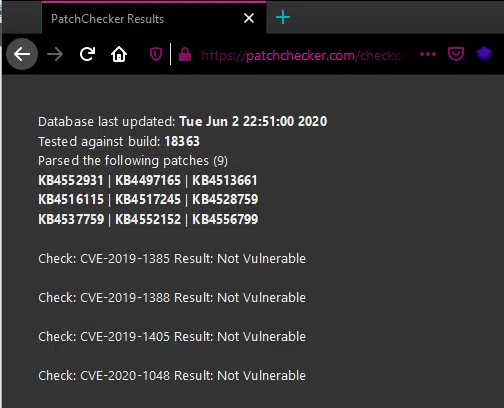 PatchChecker Results
https://patchchecker.com/checkp
Database last updated: Tue Jun 2 22:51:00 2020
Tested against build: 18363
Parsed the following patches (9)
KB4552931 | KB4497165 | KB4513661
KB4516115 | KB4517245 | KB4528759
KB4537759 | KB4552152 | KB4556799
Check: CVE-2019-1385 Result: Not Vulnerable
Check: CVE-2019-1388 Result: Not Vulnerable
Check: CVE-2019-1405 Result: Not Vulnerable
Check: CVE-2020-1048 Result: Not Vulnerable